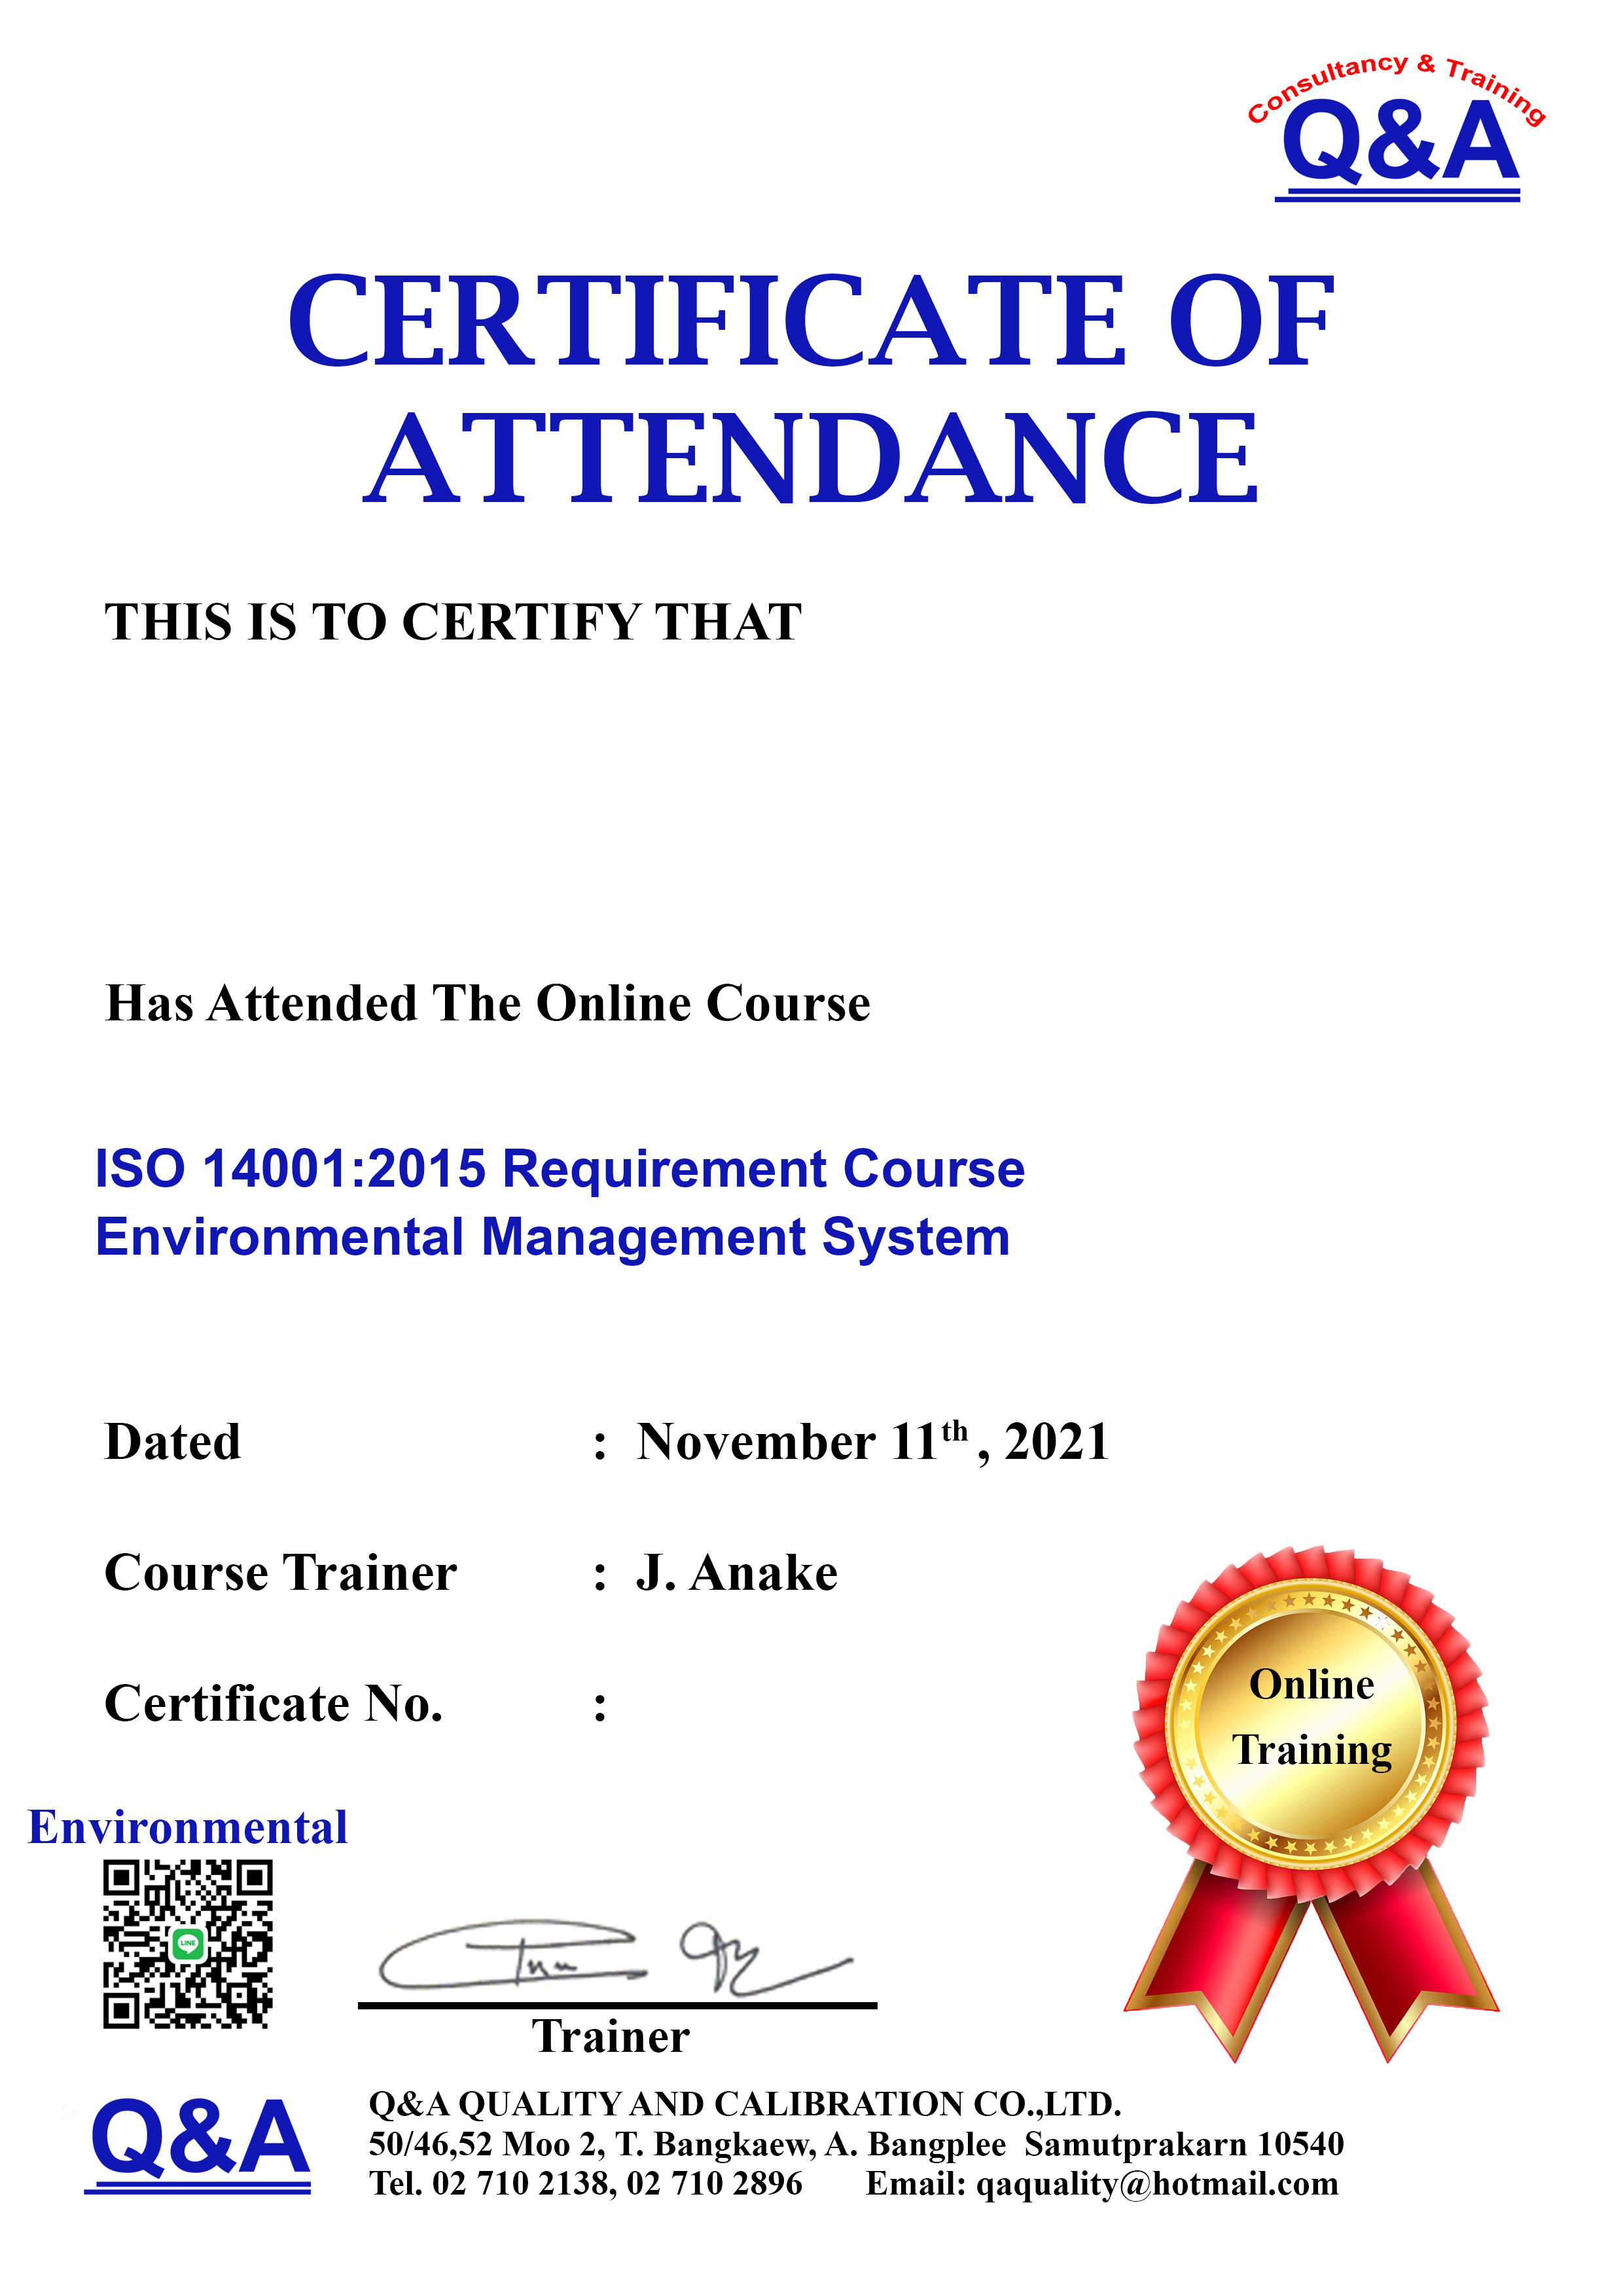 Consultancy & Training
Q&A
CERTIFICATE OF
ATTENDANCE
THIS IS TO CERTIFY THAT
Has Attended The Online Course
ISO 14001:2015 Requirement Course
Environmental Management System
Dated : November 11th , 2021
Course Trainer : J. Anake
Certificate No. :
Online
Training
Environmental
LINE
Trainer
Q&A
Q&A QUALITY AND CALIBRATION CO.,LTD.
50/46,52 Moo 2, T. Bangkaew, A. Bangplee Samutprakarn 10540
Tel. 02 710 2138, 02 710 2896 Email: qaquality@hotmail.com